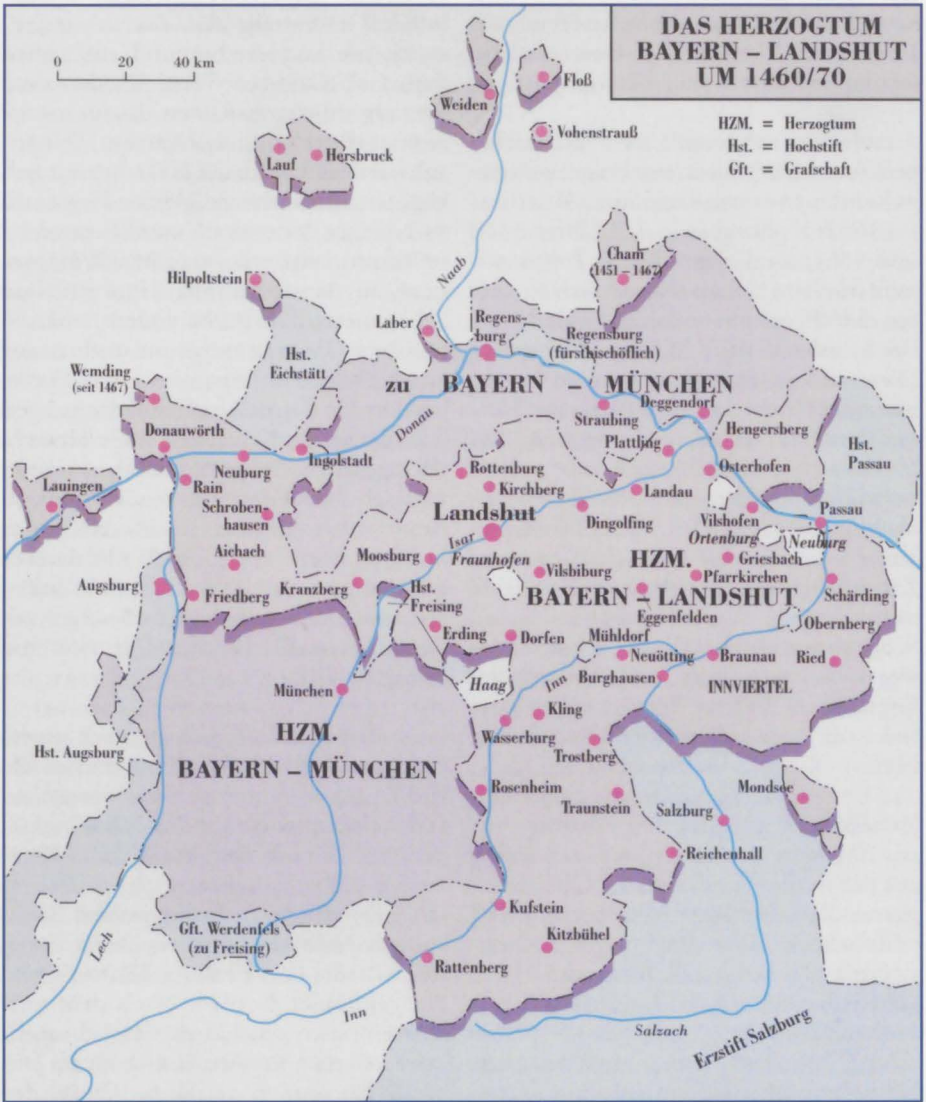 DAS HERZOGTUM
BAYERN – LANDSHUT
UM 1460/70
0 20 40 km
HZM. = Herzogtum
Hst. = Hochstift
Gft. = Grafschaft
Floß
Weiden
Vohenstrauß
Hersbruck
Lauf
Cham
(1451 – 1467)
Naab
Hilpoltstein
Laber
Regens-
burg
Regensburg
(fürstbischöflich)
Hst.
Eichstätt
Wemding
(seit 1467)
zu BAYERN – MÜNCHEN
Donau
Deggendorf
Straubing
Donauwörth
Hengersberg
Plattling
Hst.
Passau
Neuburg
Ingolstadt
Rottenburg
Osterhofen
Lauingen
Rain
Kirchberg
Landau
Schroben-
hausen
Landshut
Dingolfing
Vilshofen
Passau
Isar
Ortenburg
Neuburg
Aichach
Moosburg
Fraunhofen
HZM.
Griesbach
Augsburg
Kranzberg
Vilsbiburg
Pfarrkirchen
Friedberg
Hst.
Freising
BAYERN – LANDSHUT
Schärding
Eggenfelden
Obernberg
Erding
Dorfen
Mühldorf
Neuötting
Braunau
Ried
Haag
Inn
Burghausen
München
INNVIERTEL
Kling
HZM.
Wasserburg
Hst. Augsburg
Trostberg
BAYERN – MÜNCHEN
Rosenheim
Traunstein
Mondsee
Salzburg
Reichenhall
Kufstein
Gft. Werdenfels
(zu Freising)
Kitzbühel
Lech
Rattenberg
Inn
Salzach
Erzstift Salzburg